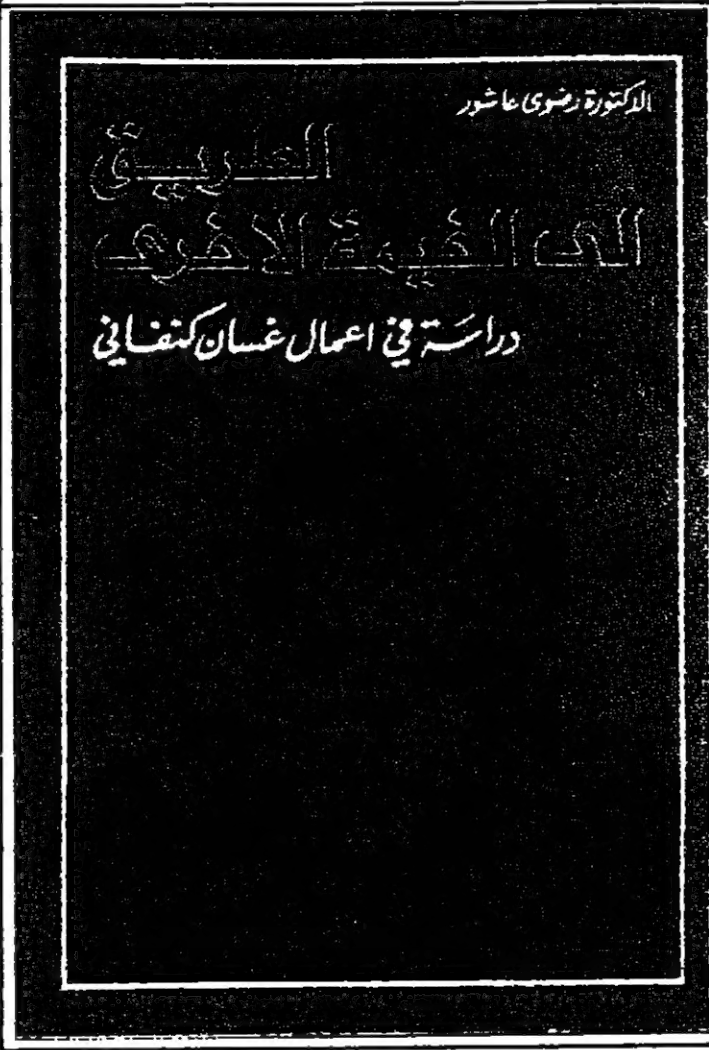 الدكتورة رضوى عاشور
الطريق
الى الخيمة الاخرى
دراسة في اعمال غسان كنفاني